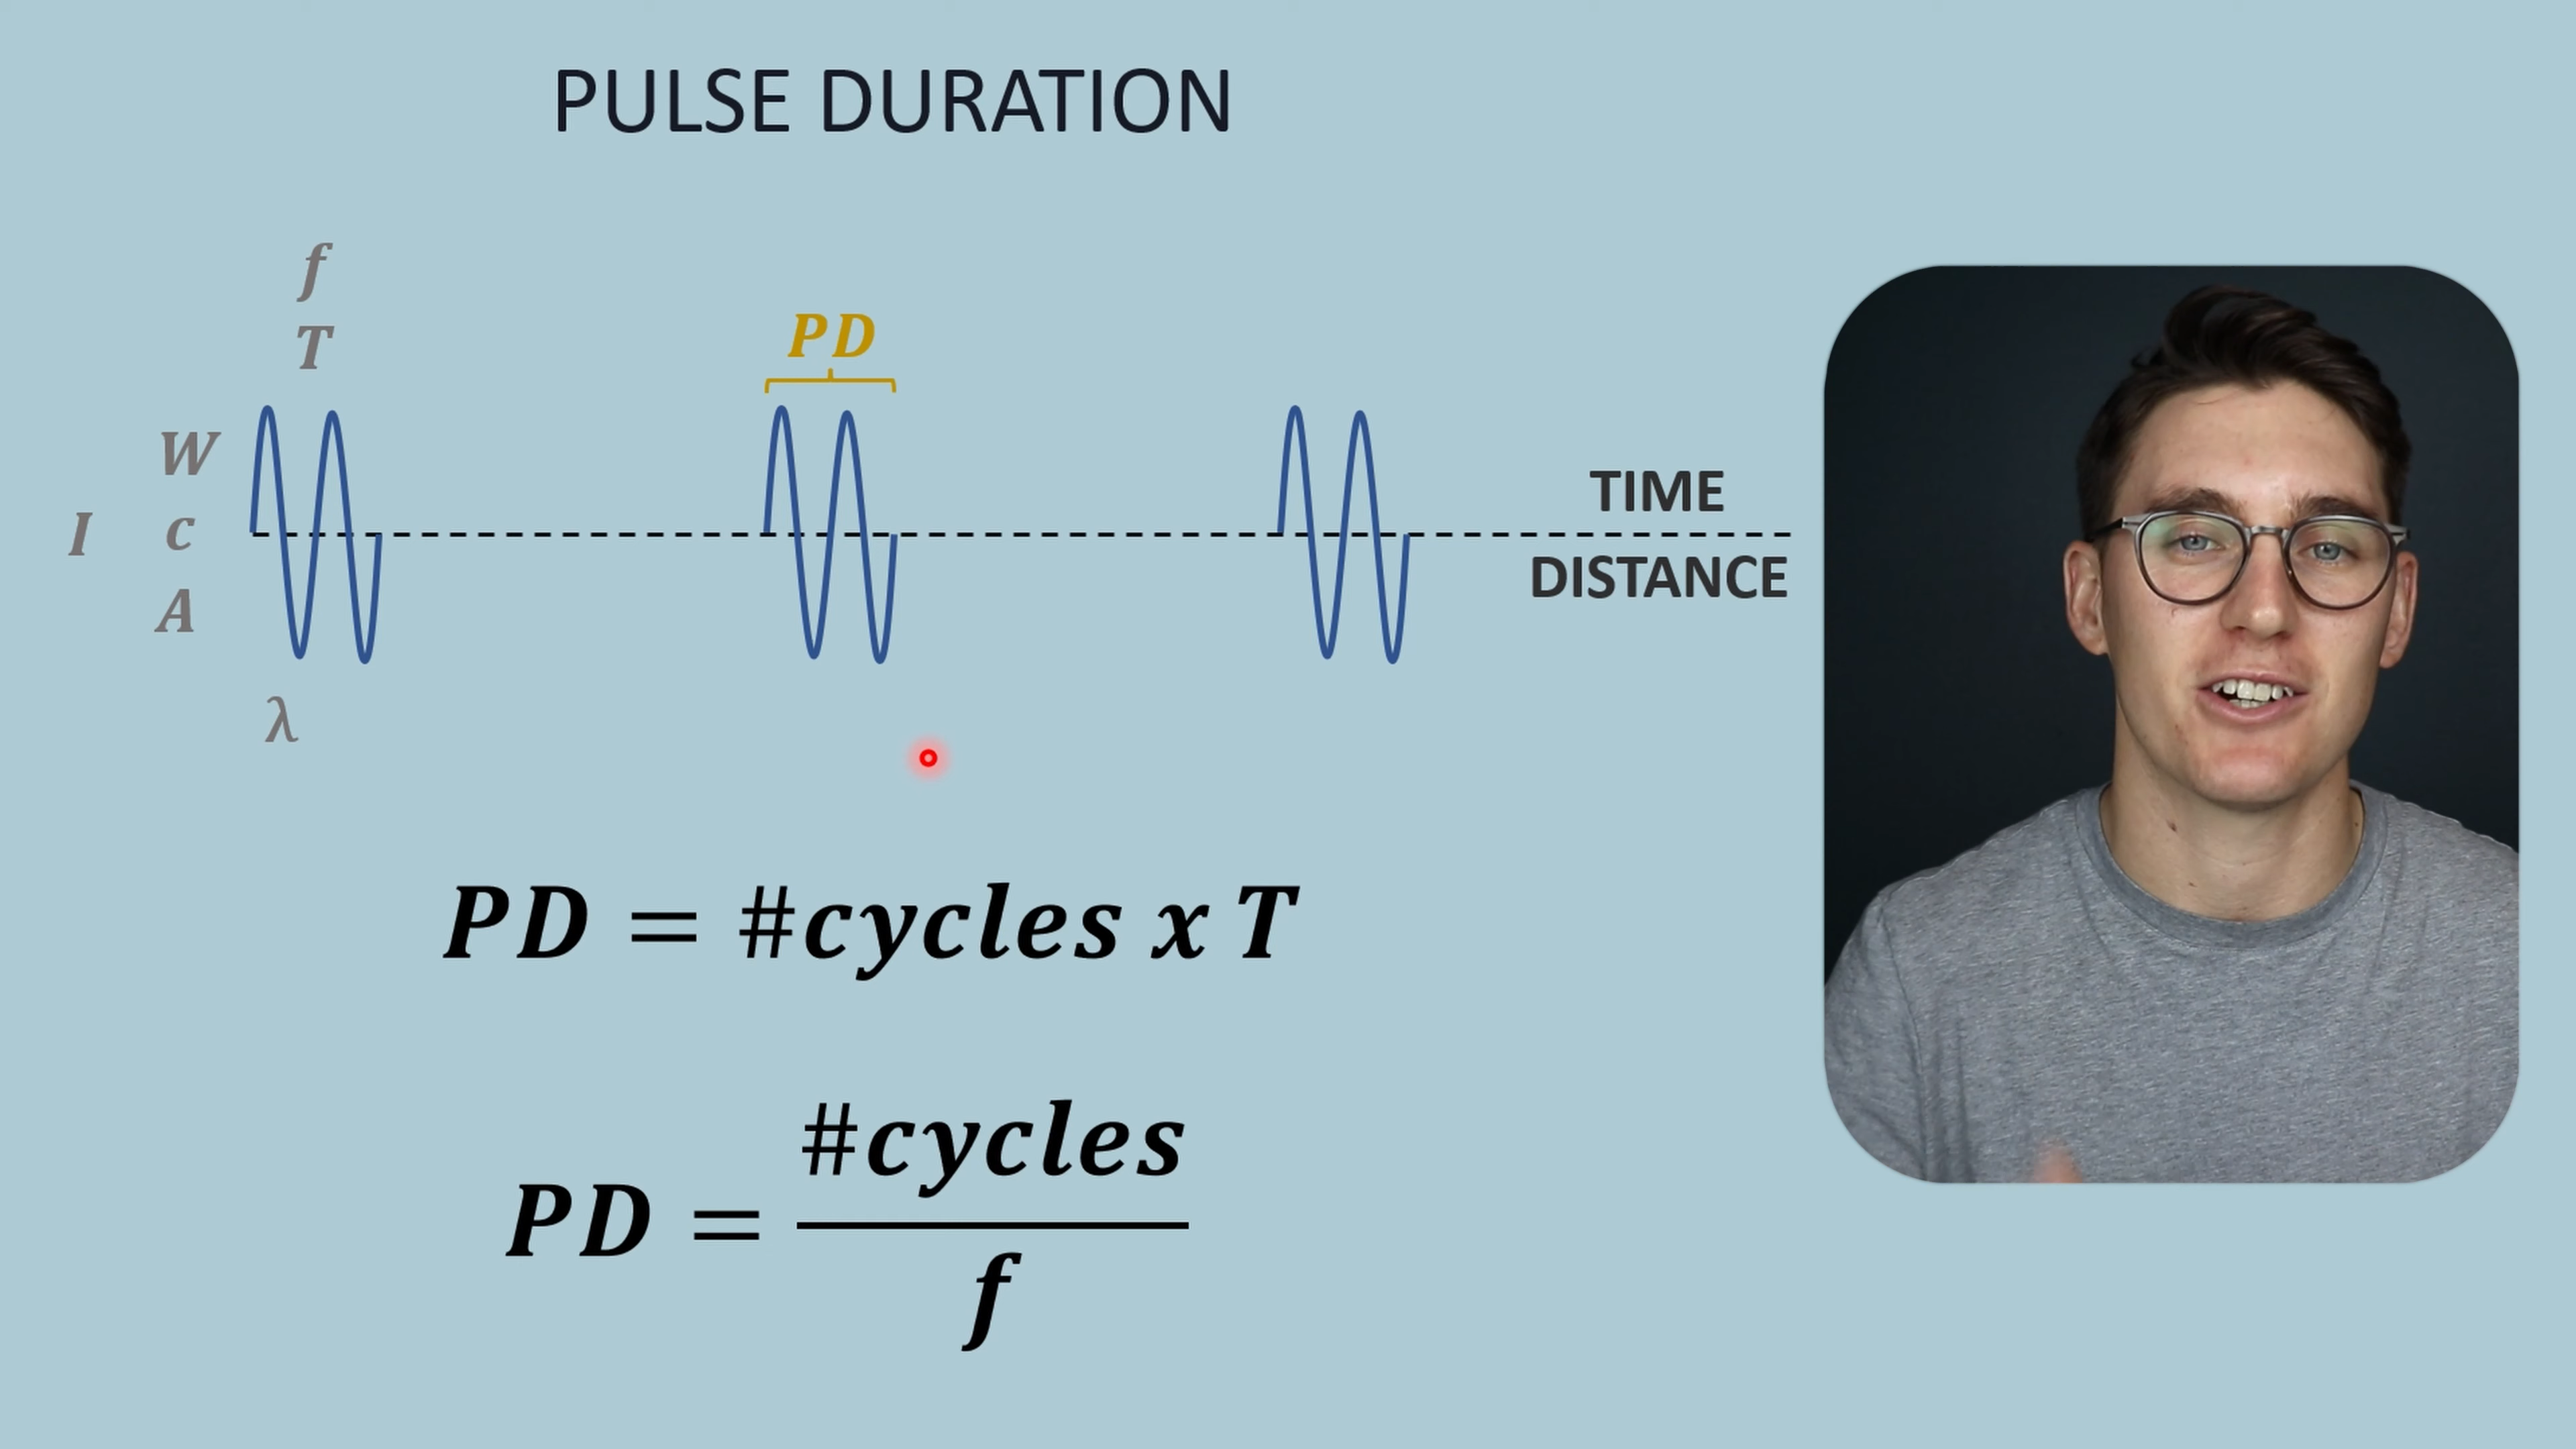 PULSE DURATION
f
T
PD
W
I c
A
λ
TIME
DISTANCE
PD = #cycles x T
PD = #cycles / f